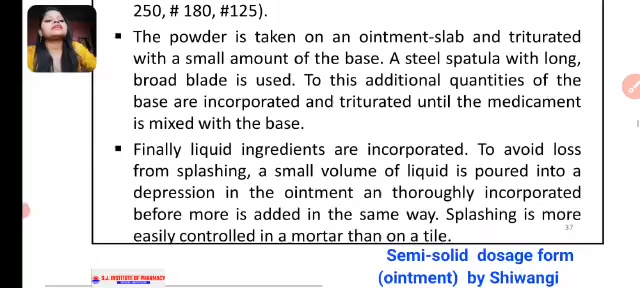 250, # 180, #125).
▪ The powder is taken on an ointment-slab and triturated
with a small amount of the base. A steel spatula with long,
broad blade is used. To this additional quantities of the
base are incorporated and triturated until the medicament
is mixed with the base.
▪ Finally liquid ingredients are incorporated. To avoid loss
from splashing, a small volume of liquid is poured into a
depression in the ointment an thoroughly incorporated
before more is added in the same way. Splashing is more
easily controlled in a mortar than on a tile.
37
Semi-solid dosage form
(ointment) by Shiwangi
S.J. INSTITUTE OF PHARMACY